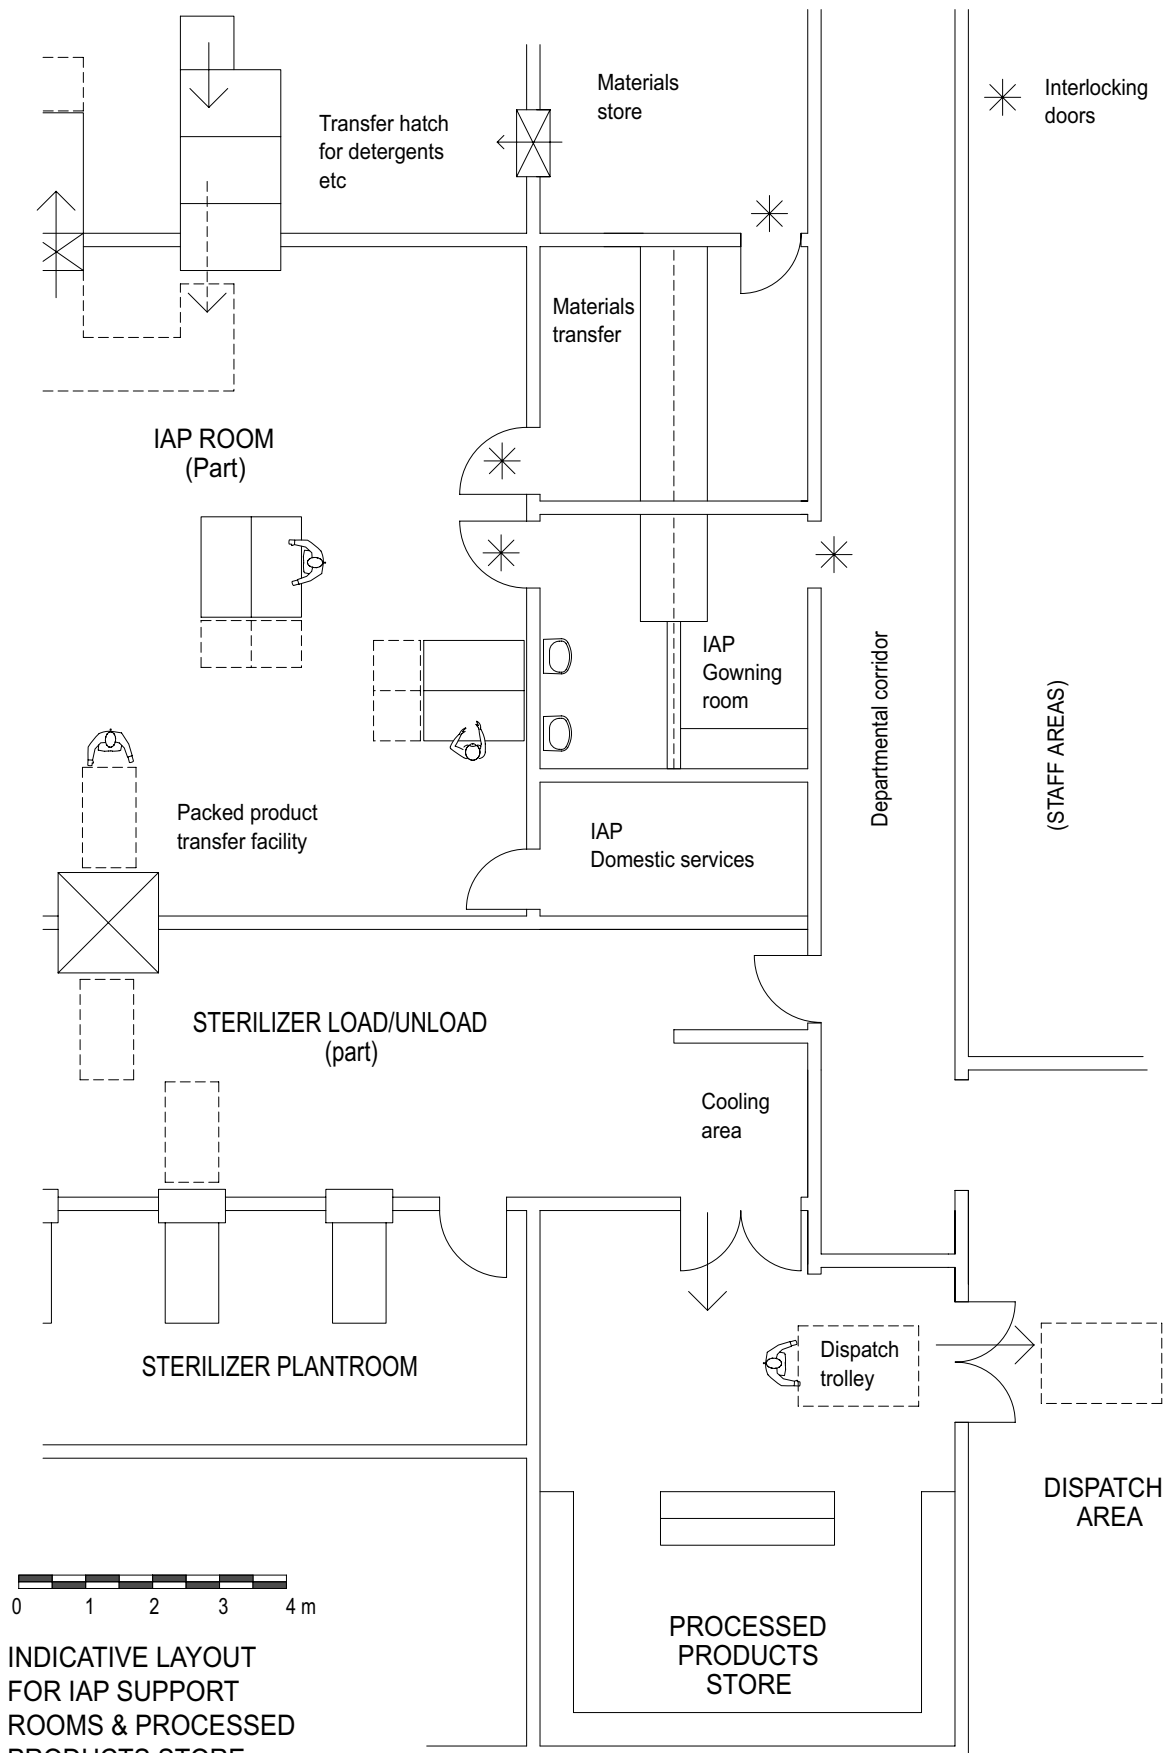 Materials
store
Interlocking
doors
Transfer hatch
for detergents
etc
Materials
transfer
IAP ROOM
(Part)
IAP
Gowning
room
Departmental corridor
(STAFF AREAS)
Packed product
transfer facility
IAP
Domestic services
STERILIZER LOAD/UNLOAD
(part)
Cooling
area
STERILIZER PLANTROOM
Dispatch
trolley
DISPATCH
AREA
0 1 2 3 4 m
PROCESSED
PRODUCTS
STORE
INDICATIVE LAYOUT
FOR IAP SUPPORT
ROOMS & PROCESSED
PRODUCTS STORE